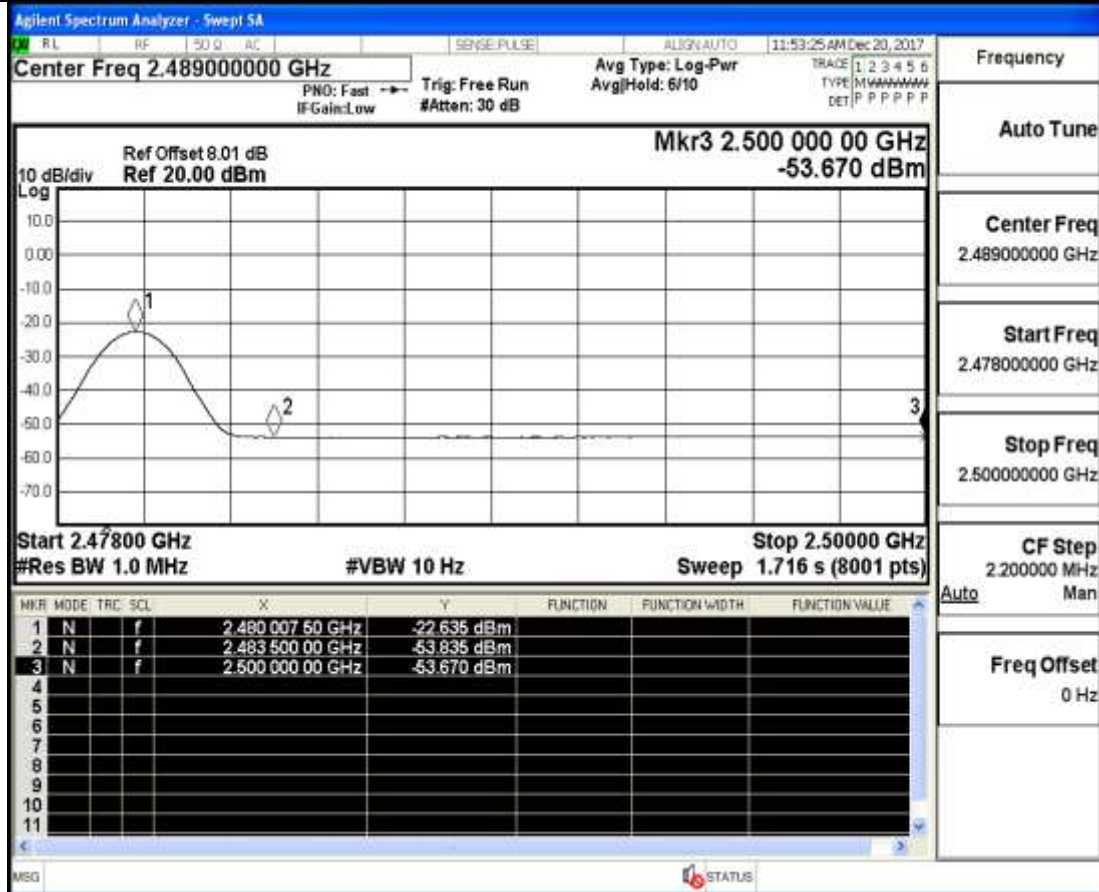 Agilent Spectrum Analyzer - Swept SA
RL RF 50 Ω AC SENSE:PULSE ALIGNAUTO 11:53:25 AM Dec 20, 2017
Center Freq 2.489000000 GHz
PNO: Fast
IFGain:Low
Trig: Free Run
#Atten: 30 dB
Avg Type: Log-Pwr
Avg|Hold: 6/10
TRACE 1 2 3 4 5 6
TYPE MWWWWW
DET P P P P P P
Ref Offset 8.01 dB
10 dB/div Ref 20.00 dBm
Log
Mkr3 2.500 000 00 GHz
-53.670 dBm
10.0
0.00
-10.0
-20.0
-30.0
-40.0
-50.0
-60.0
-70.0
1
2
3
Start 2.47800 GHz Stop 2.50000 GHz
#Res BW 1.0 MHz #VBW 10 Hz Sweep 1.716 s (8001 pts)
MKR MODE TRC SCL X Y FUNCTION FUNCTION WIDTH FUNCTION VALUE
1 N f 2.480 007 50 GHz -22.635 dBm
2 N f 2.483 500 00 GHz -53.835 dBm
3 N f 2.500 000 00 GHz -53.670 dBm
4
5
6
7
8
9
10
11
MSG STATUS
Frequency
Auto Tune
Center Freq
2.489000000 GHz
Start Freq
2.478000000 GHz
Stop Freq
2.500000000 GHz
CF Step
2.200000 MHz
Auto Man
Freq Offset
0 Hz